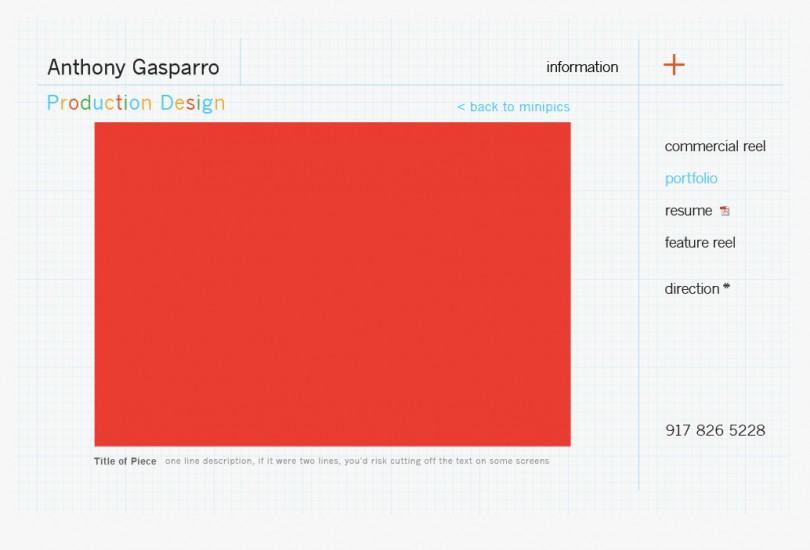 Anthony Gasparro
information
Production Design
< back to minipics
commercial reel
portfolio
resume
feature reel
direction *
917 826 5228
Title of Piece one line description, if it were two lines, you'd risk cutting off the text on some screens